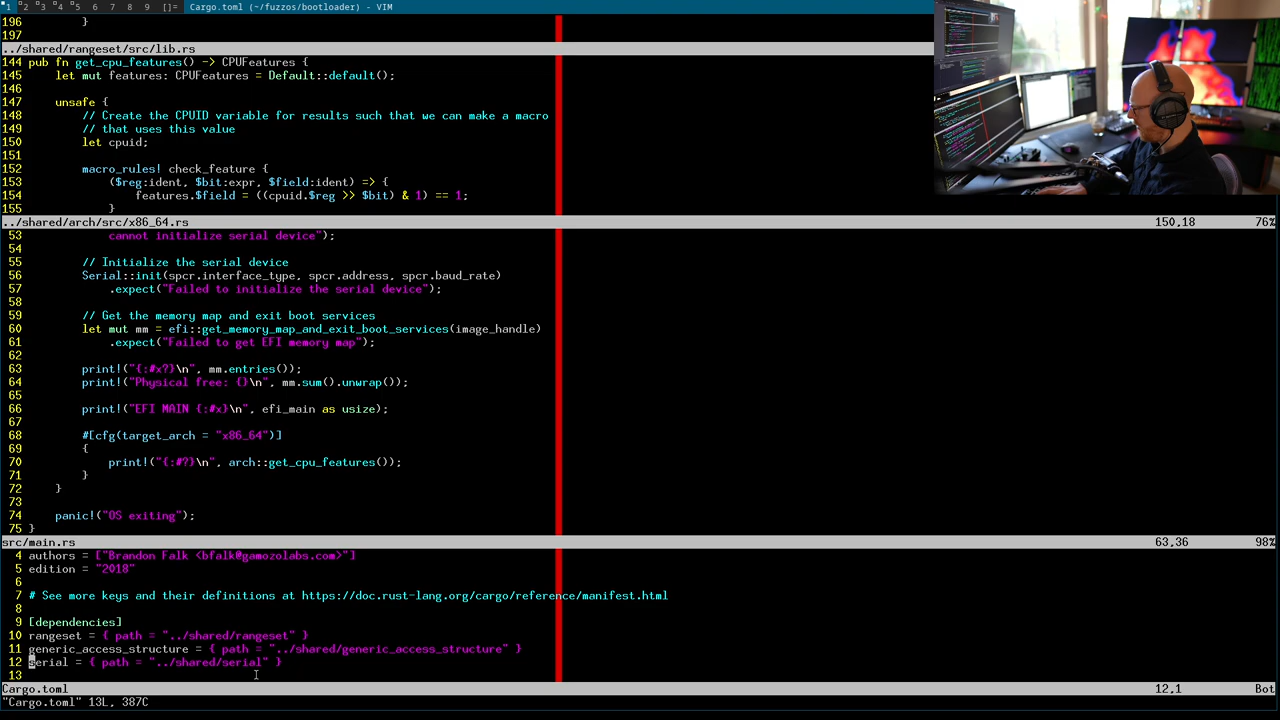 1 2 3 4 5 6 7 8 9 []= Cargo.toml (~/fuzzos/bootloader) - VIM
196         }
197
../shared/rangeset/src/lib.rs
144 pub fn get_cpu_features() -> CPUFeatures {
145     let mut features: CPUFeatures = Default::default();
146
147     unsafe {
148         // Create the CPUID variable for results such that we can make a macro
149         // that uses this value
150         let cpuid;
151
152         macro_rules! check_feature {
153             ($reg:ident, $bit:expr, $field:ident) => {
154                 features.$field = ((cpuid.$reg >> $bit) & 1) == 1;
155             }
../shared/arch/src/x86_64.rs 150,18 76%
53             cannot initialize serial device");
54
55         // Initialize the serial device
56         Serial::init(spcr.interface_type, spcr.address, spcr.baud_rate)
57             .expect("Failed to initialize the serial device");
58
59         // Get the memory map and exit boot services
60         let mut mm = efi::get_memory_map_and_exit_boot_services(image_handle)
61             .expect("Failed to get EFI memory map");
62
63         print!("{:#x?}\n", mm.entries());
64         print!("Physical free: {}\n", mm.sum().unwrap());
65
66         print!("EFI MAIN {:#x}\n", efi_main as usize);
67
68         #[cfg(target_arch = "x86_64")]
69         {
70             print!("{:#?}\n", arch::get_cpu_features());
71         }
72     }
73
74     panic!("OS exiting");
75 }
src/main.rs 63,36 98%
4 authors = ["Brandon Falk <bfalk@gamozolabs.com>"]
5 edition = "2018"
6
7 # See more keys and their definitions at https://doc.rust-lang.org/cargo/reference/manifest.html
8
9 [dependencies]
10 rangeset = { path = "../shared/rangeset" }
11 generic_access_structure = { path = "../shared/generic_access_structure" }
12 serial = { path = "../shared/serial" }
13
Cargo.toml 12,1 Bot
"Cargo.toml" 13L, 387C